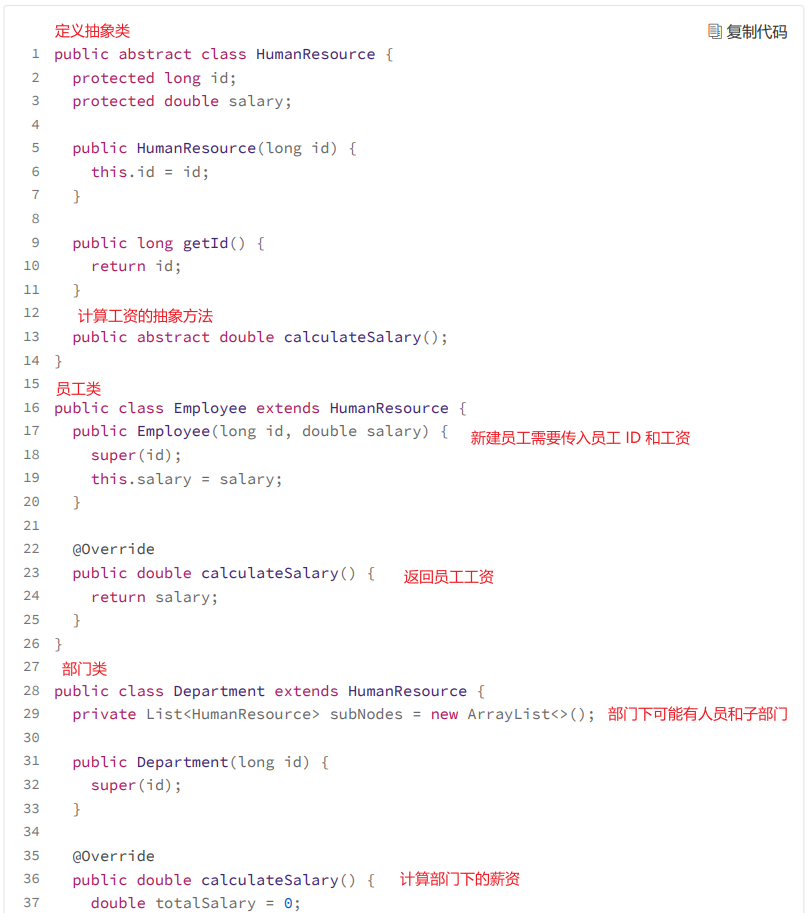 定义抽象类
复制代码
1 public abstract class HumanResource {
2 protected long id;
3 protected double salary;
4
5 public HumanResource(long id) {
6 this.id = id;
7 }
8
9 public long getId() {
10 return id;
11 }
12 计算工资的抽象方法
13 public abstract double calculateSalary();
14 }
15 员工类
16 public class Employee extends HumanResource {
17 public Employee(long id, double salary) { 新建员工需要传入员工 ID 和工资
18 super(id);
19 this.salary = salary;
20 }
21
22 @Override
23 public double calculateSalary() { 返回员工工资
24 return salary;
25 }
26 }
27 部门类
28 public class Department extends HumanResource {
29 private List<HumanResource> subNodes = new ArrayList<>(); 部门下可能有人员和子部门
30
31 public Department(long id) {
32 super(id);
33 }
34
35 @Override
36 public double calculateSalary() { 计算部门下的薪资
37 double totalSalary = 0;